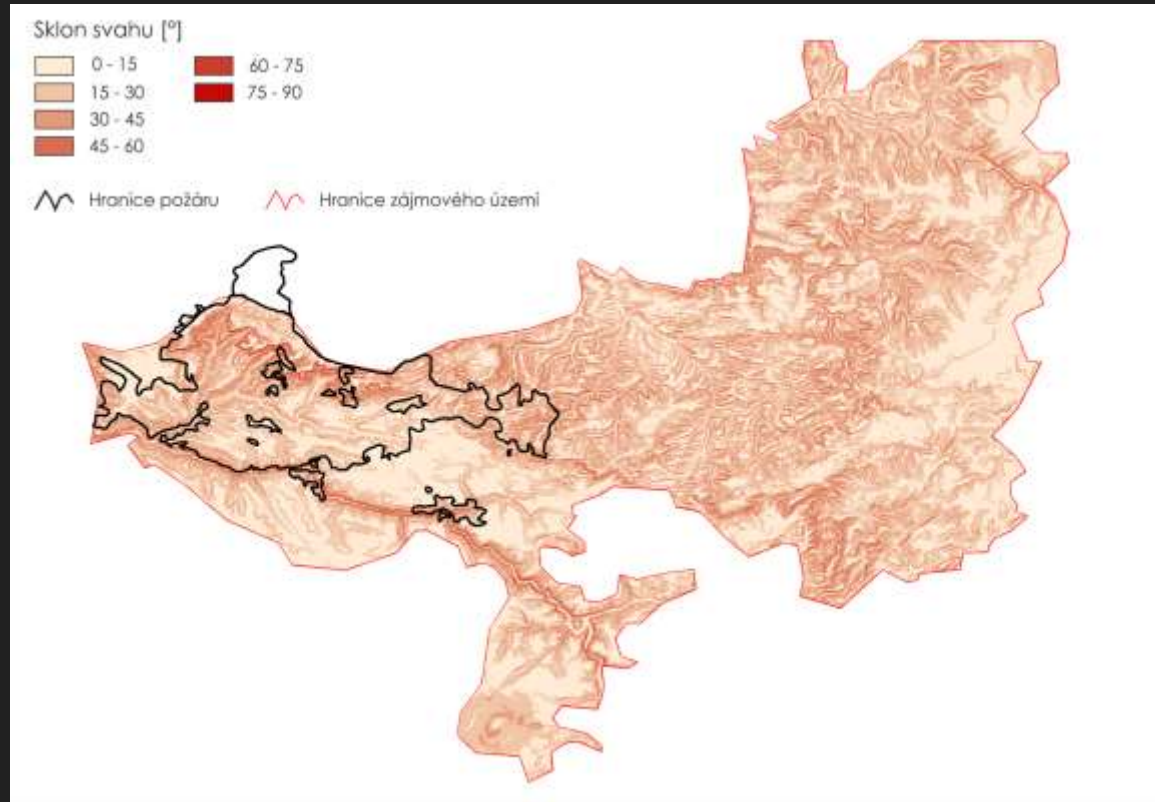 Sklon svahu [º]
0 - 15
15 - 30
30 - 45
45 - 60
60 - 75
75 - 90
Hranice požáru
Hranice zájmového území